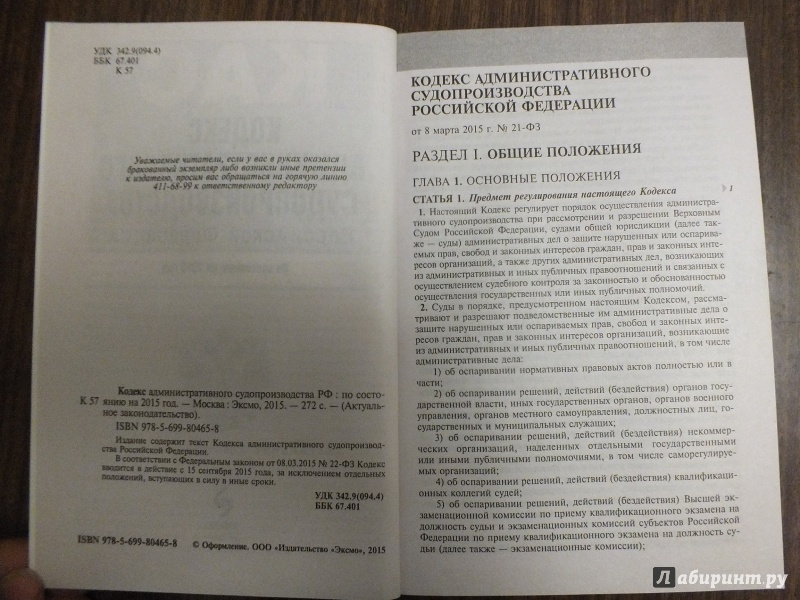 УДК 342.9(094.4)
ББК 67.401
К 57
Уважаемые читатели, если у вас в руках оказался
бракованный экземпляр либо возникли иные претензии
к издателю, просим вас обращаться на горячую линию
411-68-99 к ответственному редактору
Кодекс административного судопроизводства РФ : по состо-
К 57 янию на 2015 год. — Москва : Эксмо, 2015. — 272 с. — (Актуаль-
ное законодательство).
ISBN 978-5-699-80465-8
Издание содержит текст Кодекса административного судопроизвод-
ства Российской Федерации.
В соответствии с Федеральным законом от 08.03.2015 № 22-ФЗ Кодекс
вводится в действие с 15 сентября 2015 года, за исключением отдельных
положений, вступающих в силу в иные сроки.
УДК 342.9(094.4)
ББК 67.401
ISBN 978-5-699-80465-8
© Оформление. ООО «Издательство «Эксмо», 2015
КОДЕКС АДМИНИСТРАТИВНОГО
СУДОПРОИЗВОДСТВА
РОССИЙСКОЙ ФЕДЕРАЦИИ
от 8 марта 2015 г. № 21-ФЗ
РАЗДЕЛ I. ОБЩИЕ ПОЛОЖЕНИЯ
ГЛАВА 1. ОСНОВНЫЕ ПОЛОЖЕНИЯ
СТАТЬЯ 1. Предмет регулирования настоящего Кодекса
1
1. Настоящий Кодекс регулирует порядок осуществления администра-
тивного судопроизводства при рассмотрении и разрешении Верховным
Судом Российской Федерации, судами общей юрисдикции (далее так-
же — суды) административных дел о защите нарушенных или оспаривае-
мых прав, свобод и законных интересов граждан, прав и законных инте-
ресов организаций, а также других административных дел, возникающих
из административных и иных публичных правоотношений и связанных с
осуществлением судебного контроля за законностью и обоснованностью
осуществления государственных или иных публичных полномочий.
2. Суды в порядке, предусмотренном настоящим Кодексом, рассма-
тривают и разрешают подведомственные им административные дела о
защите нарушенных или оспариваемых прав, свобод и законных инте-
ресов граждан, прав и законных интересов организаций, возникающие
из административных и иных публичных правоотношений, в том числе
административные дела:
1) об оспаривании нормативных правовых актов полностью или в
части;
2) об оспаривании решений, действий (бездействия) органов госу-
дарственной власти, иных государственных органов, органов военного
управления, органов местного самоуправления, должностных лиц, го-
сударственных и муниципальных служащих;
3) об оспаривании решений, действий (бездействия) некоммер-
ческих организаций, наделенных отдельными государственными
или иными публичными полномочиями, в том числе саморегулиру-
емых организаций;
4) об оспаривании решений, действий (бездействия) квалификаци-
онных коллегий судей;
5) об оспаривании решений, действий (бездействия) Высшей эк-
заменационной комиссии по приему квалификационного экзамена на
должность судьи и экзаменационных комиссий субъектов Российской
Федерации по приему квалификационного экзамена на должность су-
дьи (далее также — экзаменационные комиссии);
Лабиринт.ру